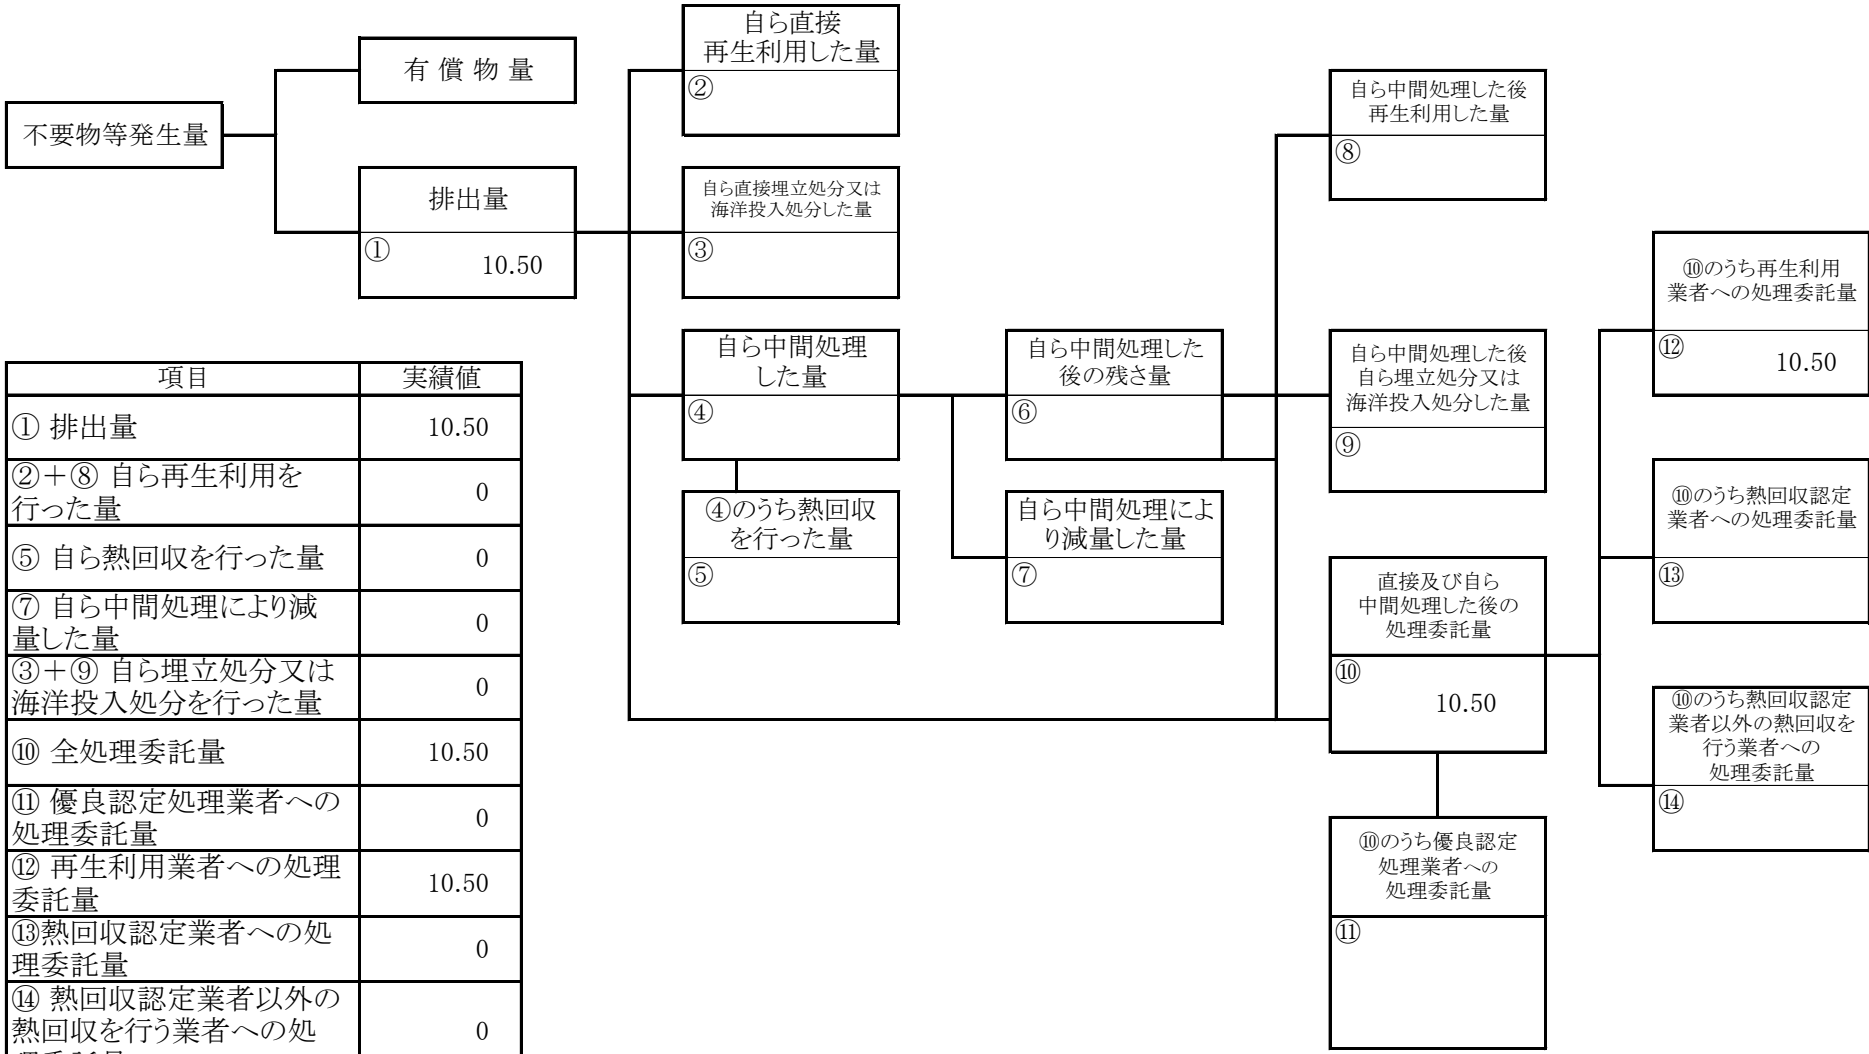 不要物等発生量
有 償 物 量
排出量
①
10.50
自ら直接
再生利用した量
②
自ら直接埋立処分又は
海洋投入処分した量
③
自ら中間処理
した量
④
④のうち熱回収
を行った量
⑤
自ら中間処理した
後の残さ量
⑥
自ら中間処理によ
り減量した量
⑦
自ら中間処理した後
再生利用した量
⑧
自ら中間処理した後
自ら埋立処分又は
海洋投入処分した量
⑨
直接及び自ら
中間処理した後の
処理委託量
⑩
10.50
⑩のうち優良認定
処理業者への
処理委託量
⑪
⑩のうち再生利用
業者への処理委託量
⑫
10.50
⑩のうち熱回収認定
業者への処理委託量
⑬
⑩のうち熱回収認定
業者以外の熱回収を
行う業者への
処理委託量
⑭
項目 実績値
① 排出量 10.50
②＋⑧ 自ら再生利用を
行った量 0
⑤ 自ら熱回収を行った量 0
⑦ 自ら中間処理により減
量した量 0
③＋⑨ 自ら埋立処分又は
海洋投入処分を行った量 0
⑩ 全処理委託量 10.50
⑪ 優良認定処理業者への
処理委託量 0
⑫ 再生利用業者への処理
委託量 10.50
⑬熱回収認定業者への処
理委託量 0
⑭ 熱回収認定業者以外の
熱回収を行う業者への処 0